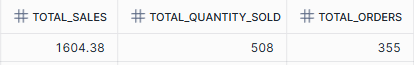 # TOTAL_SALES # TOTAL_QUANTITY_SOLD # TOTAL_ORDERS
1604.38 508 355